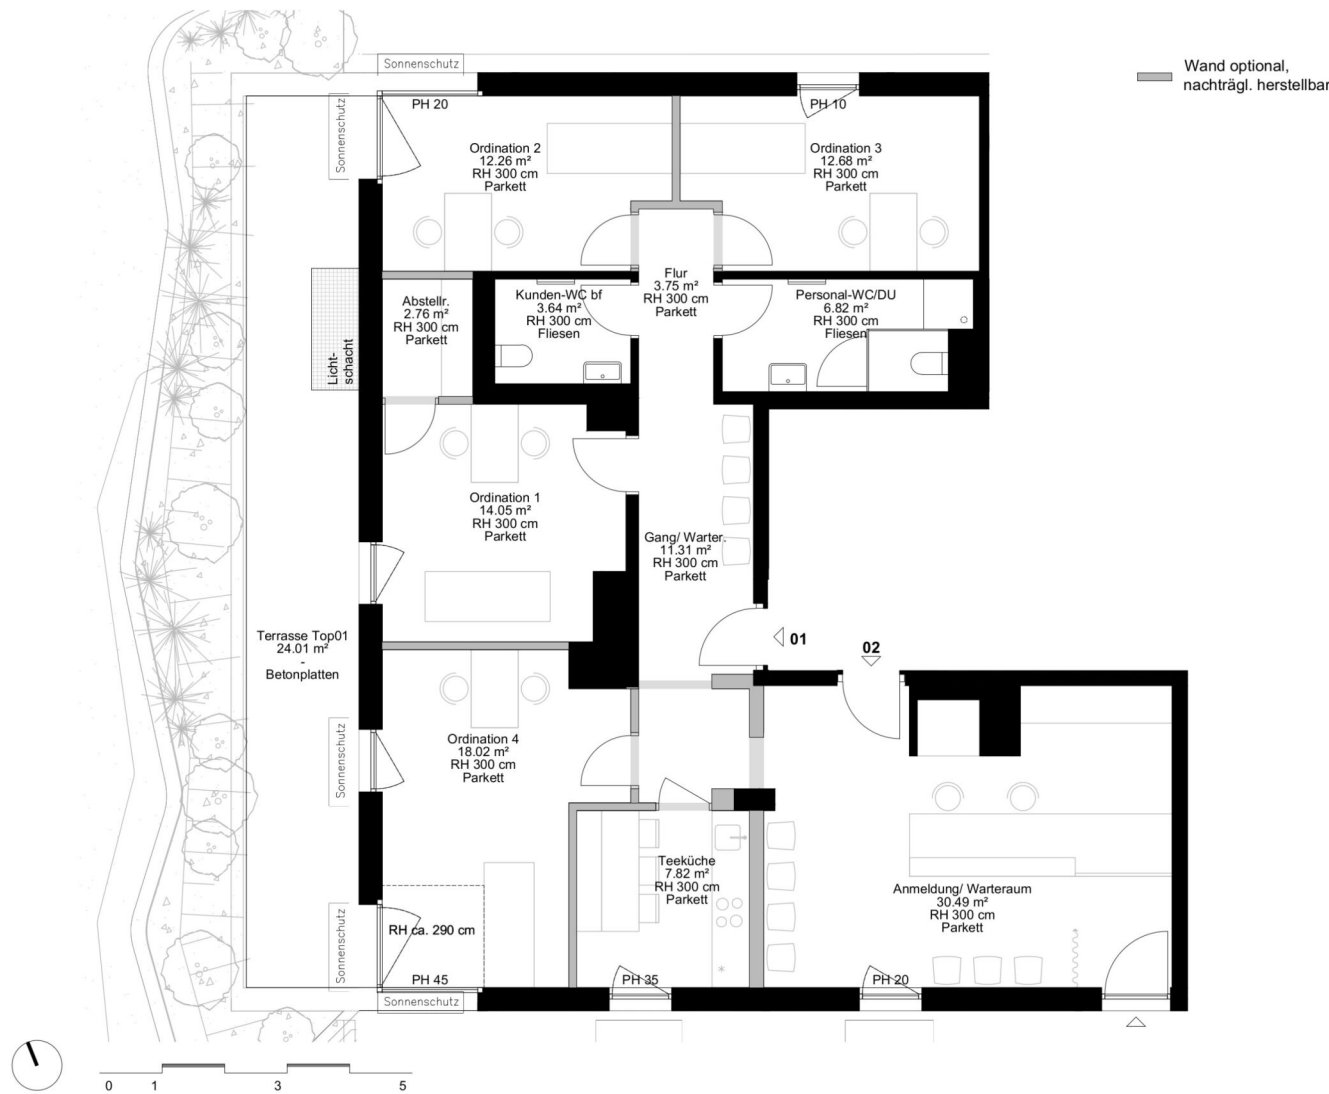 Sonnenschutz
Wand optional,
nachträgl. herstellbar
PH 20
PH 10
Sonnenschutz
Ordination 2
12.26 m²
RH 300 cm
Parkett
Ordination 3
12.68 m²
RH 300 cm
Parkett
Flur
3.75 m²
RH 300 cm
Parkett
Abstellr.
2.76 m²
RH 300 cm
Parkett
Kunden-WC bf
3.64 m²
RH 300 cm
Fliesen
Personal-WC/DU
6.82 m²
RH 300 cm
Fliesen
Licht-
schacht
Ordination 1
14.05 m²
RH 300 cm
Parkett
Gang/ Warter.
11.31 m²
RH 300 cm
Parkett
Terrasse Top01
24.01 m²
-
Betonplatten
01
02
Sonnenschutz
Ordination 4
18.02 m²
RH 300 cm
Parkett
Teeküche
7.82 m²
RH 300 cm
Parkett
Anmeldung/ Warteraum
30.49 m²
RH 300 cm
Parkett
Sonnenschutz
RH ca. 290 cm
PH 45
PH 35
PH 20
Sonnenschutz
0 1 3 5